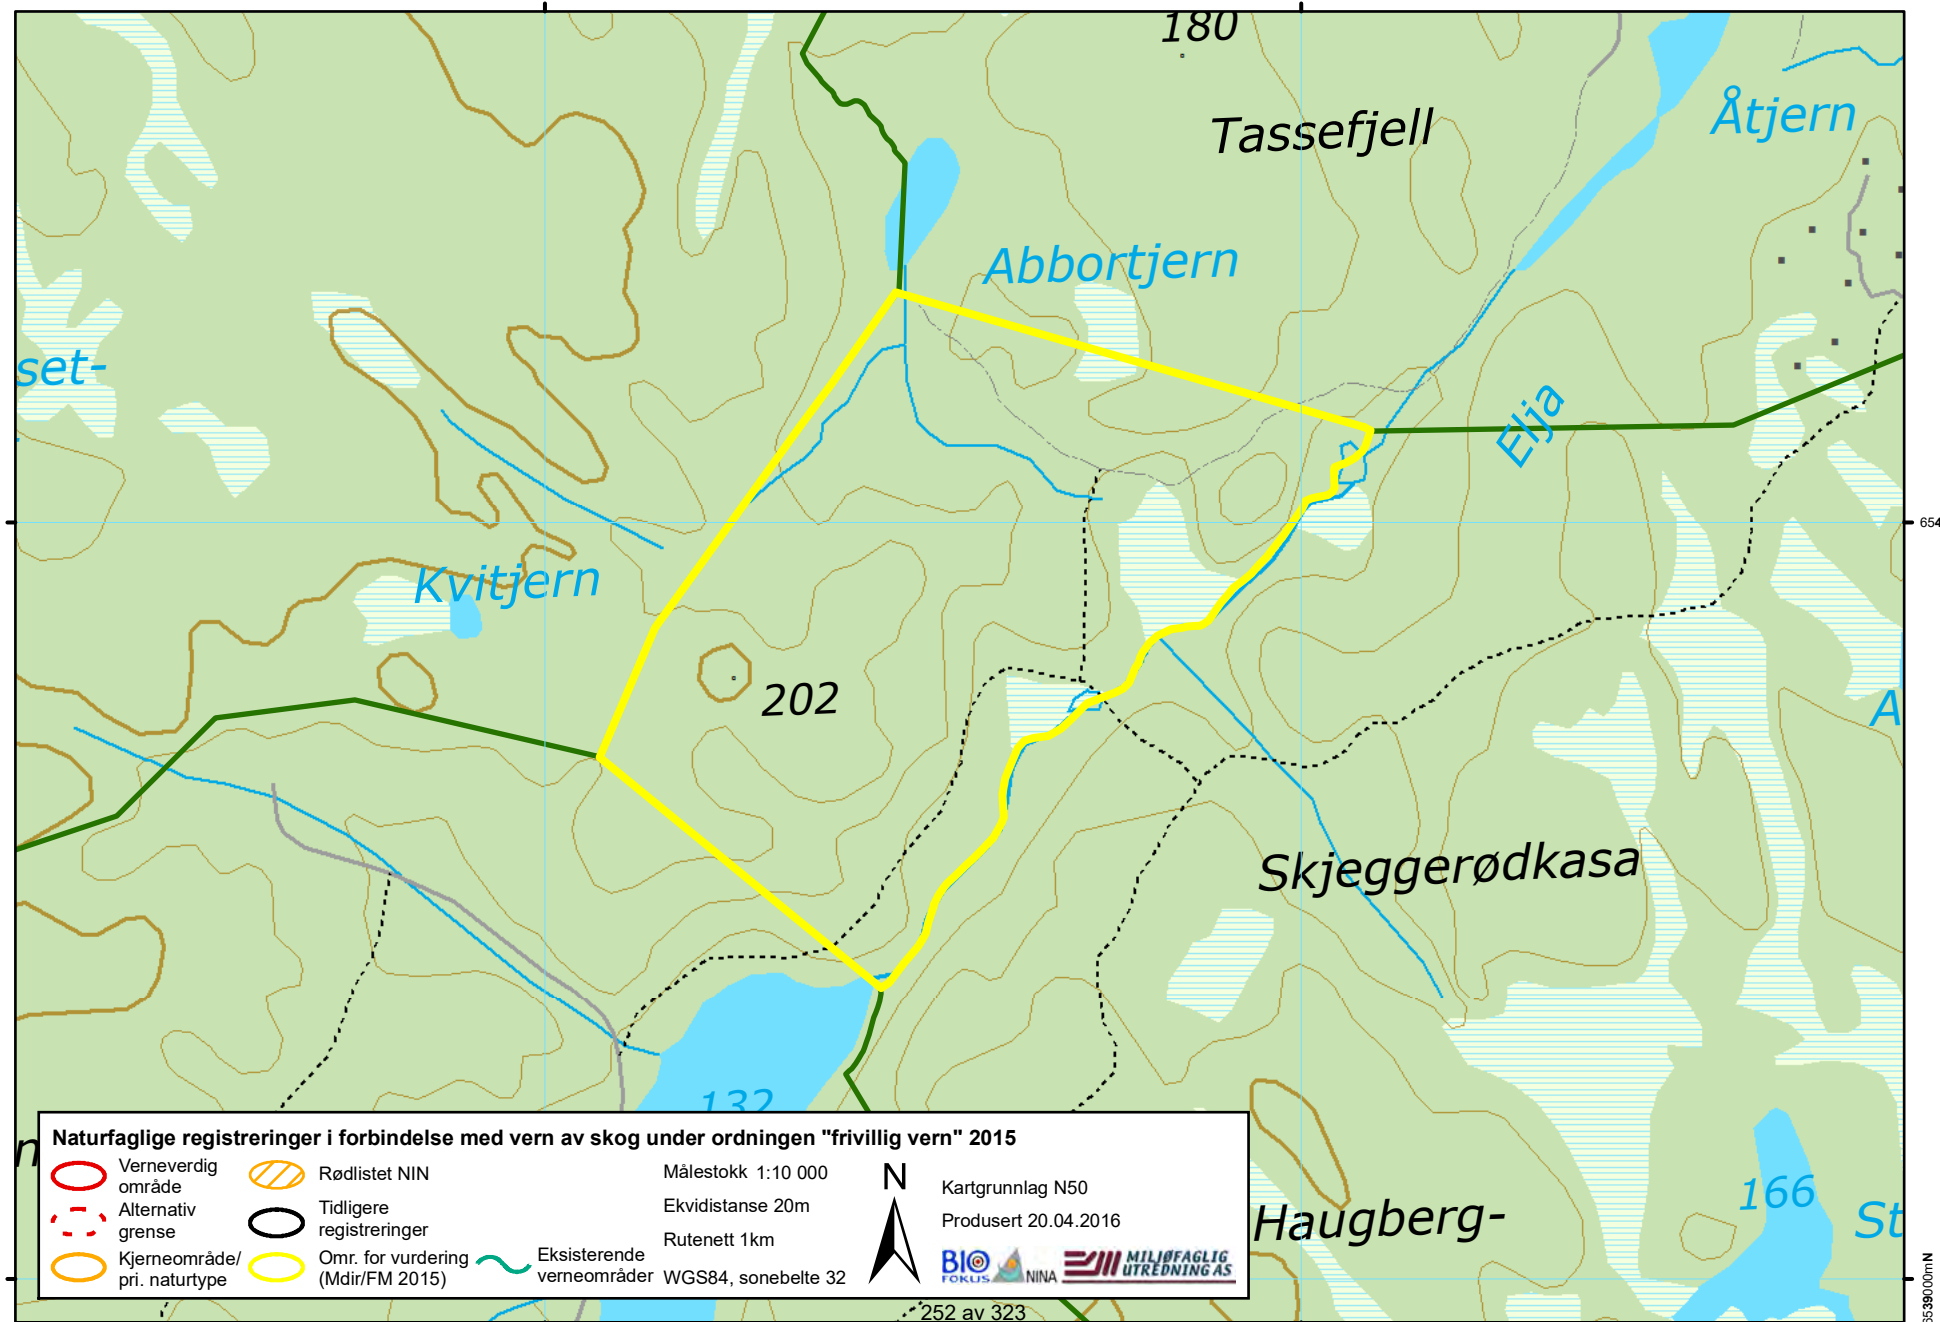 180
Tassefjell
Åtjern
Abbortjern
set-
Elja
654
Kvitjern
202
A
Skjeggerødkasa
132
n
166
St
Haugberg-
Naturfaglige registreringer i forbindelse med vern av skog under ordningen "frivillig vern" 2015
Verneverdig
område
Alternativ
grense
Kjerneområde/
pri. naturtype
Rødlistet NIN
Tidligere
registreringer
Omr. for vurdering
(Mdir/FM 2015)
Eksisterende
verneområder
Målestokk 1:10 000
Ekvidistanse 20m
Rutenett 1km
WGS84, sonebelte 32
N
Kartgrunnlag N50
Produsert 20.04.2016
BIO
FOKUS
NINA
MILJØFAGLIG
UTREDNING AS
252 av 323
6539000mN